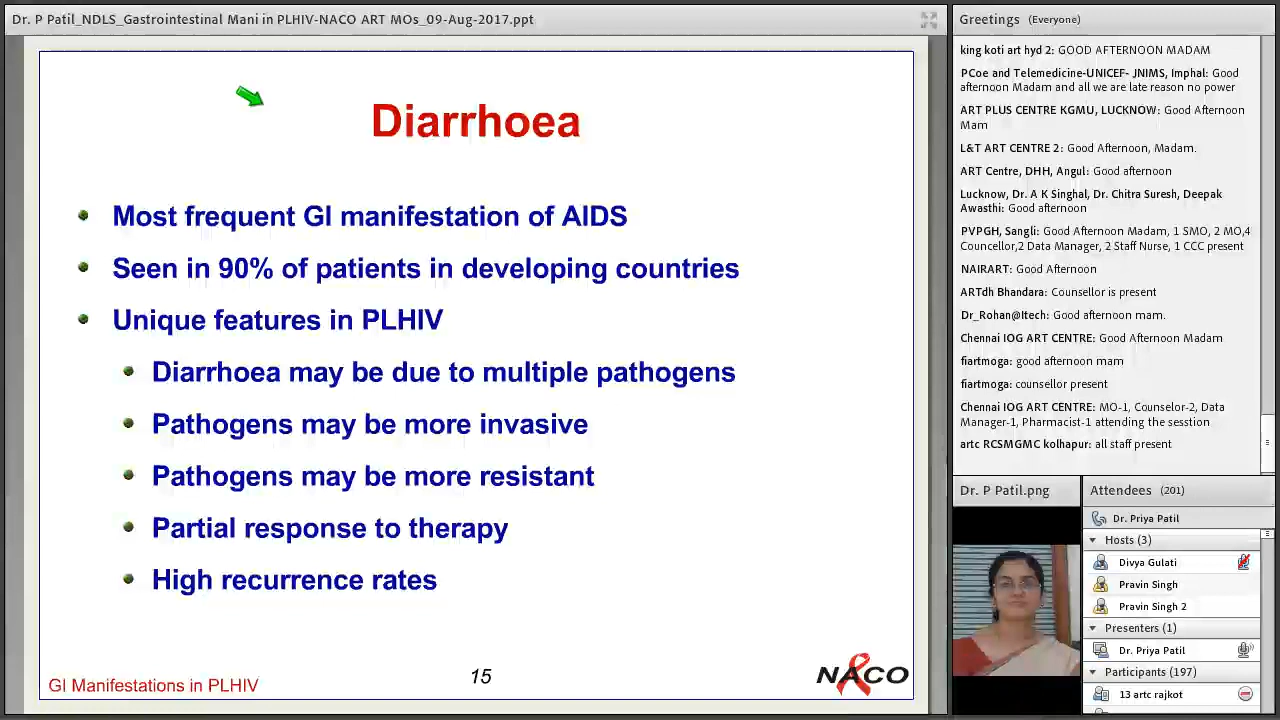 Dr. P Patil_NDLS_Gastrointestinal Mani in PLHIV-NACO ART MOs_09-Aug-2017.ppt
Diarrhoea
Most frequent GI manifestation of AIDS
Seen in 90% of patients in developing countries
Unique features in PLHIV
Diarrhoea may be due to multiple pathogens
Pathogens may be more invasive
Pathogens may be more resistant
Partial response to therapy
High recurrence rates
GI Manifestations in PLHIV
15
NACO
Greetings (Everyone)
king koti art hyd 2: GOOD AFTERNOON MADAM
PCoe and Telemedicine-UNICEF- JNIMS, Imphal: Good
afternoon Madam and all we are late reason no power
ART PLUS CENTRE KGMU, LUCKNOW: Good Afternoon
Mam
L&T ART CENTRE 2: Good Afternoon, Madam.
ART Centre, DHH, Angul: Good afternoon
Lucknow, Dr. A K Singhal, Dr. Chitra Suresh, Deepak
Awasthi: Good afternoon
PVPGH, Sangli: Good Afternoon Madam, 1 SMO, 2 MO,4
Councellor,2 Data Manager, 2 Staff Nurse, 1 CCC present
NAIRART: Good Afternoon
ARTdh Bhandara: Counsellor is present
Dr_Rohan@Itech: Good afternoon mam.
Chennai IOG ART CENTRE: Good Afternoon Madam
fiartmoga: good afternoon mam
fiartmoga: counsellor present
Chennai IOG ART CENTRE: MO-1, Counselor-2, Data
Manager-1, Pharmacist-1 attending the sesstion
artc RCSMGMC kolhapur: all staff present
Dr. P Patil.png
Attendees (201)
Dr. Priya Patil
Hosts (3)
Divya Gulati
Pravin Singh
Pravin Singh 2
Presenters (1)
Dr. Priya Patil
Participants (197)
13 artc rajkot